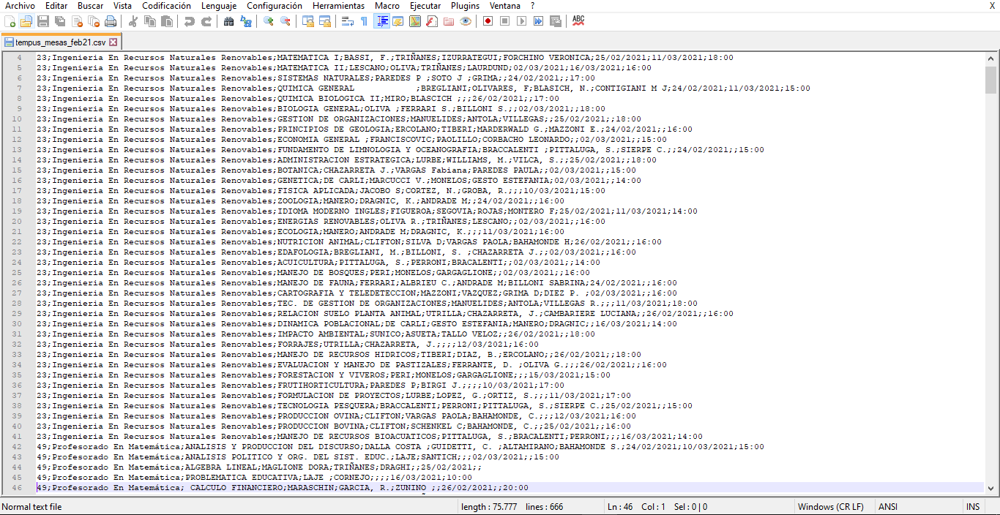 Archivo Editar Buscar Vista Codificación Lenguaje Configuración Herramientas Macro Ejecutar Plugins Ventana ? X
tempus_mesas_feb21.csv
4 23;Ingenieria En Recursos Naturales Renovables;MATEMATICA I;BASSI, F.;TRIÑANES;IZURRATEGUI;FORCHINO VERONICA;25/02/2021;11/03/2021;18:00
5 23;Ingenieria En Recursos Naturales Renovables;MATEMATICA II;LESCANO;OLIVA;TRIÑANES;LAURDUND;02/03/2021;16/03/2021;16:00
6 23;Ingenieria En Recursos Naturales Renovables;SISTEMAS NATURALES;PAREDES P ;SOTO J ;GRIMA;;24/02/2021;;17:00
7 23;Ingenieria En Recursos Naturales Renovables;QUIMICA GENERAL            ;BREGLIANI;OLIVARES, F;BLASICH, N.;CONTIGIANI M J;24/02/2021;11/03/2021;15:00
8 23;Ingenieria En Recursos Naturales Renovables;QUIMICA BIOLOGICA II;MIRO;BLASCICH ;;;26/02/2021;;17:00
9 23;Ingenieria En Recursos Naturales Renovables;BIOLOGIA GENERAL;OLIVA ;FERRARI S.;BILLONI S.;;02/03/2021;;18:00
10 23;Ingenieria En Recursos Naturales Renovables;GESTION DE ORGANIZACIONES;MANUELIDES;ANTOLA;VILLEGAS;;25/02/2021;;18:00
11 23;Ingenieria En Recursos Naturales Renovables;PRINCIPIOS DE GEOLOGIA;ERCOLANO;TIBERI;MARDERWALD G.;MAZZONI E.;24/02/2021;;16:00
12 23;Ingenieria En Recursos Naturales Renovables;ECONOMIA GENERAL ;FRANCISCOVIC;PAOLILLO;CORBACHO LEONARDO;;02/03/2021;;15:00
13 23;Ingenieria En Recursos Naturales Renovables;FUNDAMENTO DE LIMNOLOGIA Y OCEANOGRAFIA;BRACCALENTI ;PITTALUGA, S.;SIERPE C.;;24/02/2021;;15:00
14 23;Ingenieria En Recursos Naturales Renovables;ADMINISTRACION ESTRATEGICA;LURBE;WILLIAMS, M.;VILCA, S.;;25/02/2021;;18:00
15 23;Ingenieria En Recursos Naturales Renovables;BOTANICA;CHAZARRETA J.;VARGAS Fabiana;PAREDES PAULA;;02/03/2021;;15:00
16 23;Ingenieria En Recursos Naturales Renovables;GENETICA;DE CARLI;MARCUCCI V.;MONELOS;GESTO ESTEFANIA;02/03/2021;;14:00
17 23;Ingenieria En Recursos Naturales Renovables;FISICA APLICADA;JACOBO S;CORTEZ, N.;GROBA, R.;;;10/03/2021;15:00
18 23;Ingenieria En Recursos Naturales Renovables;ZOOLOGIA;MANERO;DRAGNIC, K.;ANDRADE M;;24/02/2021;;16:00
19 23;Ingenieria En Recursos Naturales Renovables;IDIOMA MODERNO INGLES;FIGUEROA;SEGOVIA;ROJAS;MONTERO F;25/02/2021;11/03/2021;14:00
20 23;Ingenieria En Recursos Naturales Renovables;ENERGIAS RENOVABLES;OLIVA R.;TRIÑANES;LESCANO;;02/03/2021;;16:00
21 23;Ingenieria En Recursos Naturales Renovables;ECOLOGIA;MANERO;ANDRADE M;DRAGNIC, K.;;;11/03/2021;16:00
22 23;Ingenieria En Recursos Naturales Renovables;NUTRICION ANIMAL;CLIFTON;SILVA D;VARGAS PAOLA;BAHAMONDE H;26/02/2021;;16:00
23 23;Ingenieria En Recursos Naturales Renovables;EDAFOLOGIA;BREGLIANI, M.;BILLONI, S. ;CHAZARRETA J.;;02/03/2021;;16:00
24 23;Ingenieria En Recursos Naturales Renovables;ACUICULTURA;PITTALUGA, S.;PERRONI;BRACALENTI;;02/03/2021;;14:00
25 23;Ingenieria En Recursos Naturales Renovables;MANEJO DE BOSQUES;PERI;MONELOS;GARGAGLIONE;;02/03/2021;;16:00
26 23;Ingenieria En Recursos Naturales Renovables;MANEJO DE FAUNA;FERRARI;ALBRIEU C.;ANDRADE M;BILLONI SABRINA;24/02/2021;;16:00
27 23;Ingenieria En Recursos Naturales Renovables;CARTOGRAFIA Y TELEDETECCION;MAZZONI;VAZQUEZ;GRIMA D;DIEZ P. ;02/03/2021;;16:00
28 23;Ingenieria En Recursos Naturales Renovables;TEC. DE GESTION DE ORGANIZACIONES;MANUELIDES;ANTOLA;VILLEGAS R.;;;11/03/2021;18:00
29 23;Ingenieria En Recursos Naturales Renovables;RELACION SUELO PLANTA ANIMAL;UTRILLA;CHAZARRETA, J.;CAMBARIERE LUCIANA;;26/02/2021;;16:00
30 23;Ingenieria En Recursos Naturales Renovables;DINAMICA POBLACIONAL;DE CARLI;GESTO ESTEFANIA;MANERO;DRAGNIC;;16/03/2021;14:00
31 23;Ingenieria En Recursos Naturales Renovables;IMPACTO AMBIENTAL;SUNICO;ASUETA;TALLO VELOZ;;26/02/2021;;18:00
32 23;Ingenieria En Recursos Naturales Renovables;FORRAJES;UTRILLA;CHAZARRETA, J.;;;;12/03/2021;16:00
33 23;Ingenieria En Recursos Naturales Renovables;MANEJO DE RECURSOS HIDRICOS;TIBERI;DIAZ, B.;ERCOLANO;;26/02/2021;;18:00
34 23;Ingenieria En Recursos Naturales Renovables;EVALUACION Y MANEJO DE PASTIZALES;FERRANTE, D. ;OLIVA G.;;;26/02/2021;;16:00
35 23;Ingenieria En Recursos Naturales Renovables;FORESTACION Y VIVEROS;PERI;MONELOS;GARGAGLIONE;;;15/03/2021;15:00
36 23;Ingenieria En Recursos Naturales Renovables;FRUTIHORTICULTURA;PAREDES P;BIRGI J.;;;;10/03/2021;17:00
37 23;Ingenieria En Recursos Naturales Renovables;FORMULACION DE PROYECTOS;LURBE;LOPEZ, G.;ORTIZ, S.;;;11/03/2021;17:00
38 23;Ingenieria En Recursos Naturales Renovables;TECNOLOGIA PESQUERA;BRACCALENTI;PERRONI;PITTALUGA, S.;SIERPE C.;25/02/2021;;15:00
39 23;Ingenieria En Recursos Naturales Renovables;PRODUCCION OVINA;CLIFTON;VARGAS PAOLA;BAHAMONDE, C.;;;12/03/2021;16:00
40 23;Ingenieria En Recursos Naturales Renovables;PRODUCCION BOVINA;CLIFTON;SCHENKEL C;BAHAMONDE, C.;;25/02/2021;;16:00
41 23;Ingenieria En Recursos Naturales Renovables;MANEJO DE RECURSOS BIOACUATICOS;PITTALUGA, S.;BRACALENTI;PERRONI;;;16/03/2021;14:00
42 49;Profesorado En Matemática;ANALISIS Y PRODUCCION DEL DISCURSO;DALLA COSTA ;GUIDETTI, C. ;ALTAMIRANO;BAHAMONDE S.;24/02/2021;10/03/2021;15:00
43 49;Profesorado En Matemática;ANALISIS POLITICO Y ORG. DEL SIST. EDUC.;LAJE;SANTICH;;;02/03/2021;;15:00
44 49;Profesorado En Matemática;ALGEBRA LINEAL;MAGLIONE DORA;TRIÑANES;DRAGHI;;25/02/2021;;
45 49;Profesorado En Matemática;PROBLEMATICA EDUCATIVA;LAJE ;CORNEJO;;;;16/03/2021;10:00
46 49;Profesorado En Matemática; CALCULO FINANCIERO;MARASCHIN;GARCIA, R.;ZUNINO ;;26/02/2021;;20:00
Normal text file length : 75.777 lines : 666 Ln : 46 Col : 1 Sel : 0 | 0 Windows (CR LF) ANSI INS